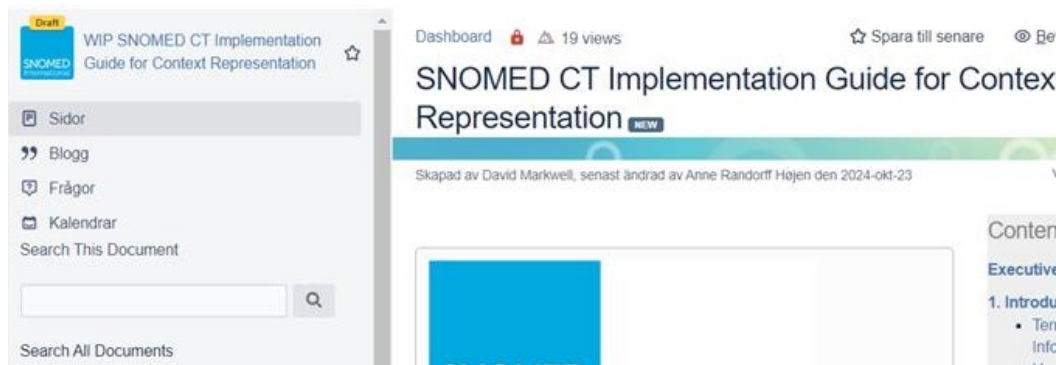 Draft
SNOMED
International
WIP SNOMED CT Implementation
Guide for Context Representation
Sidor
Blogg
Frågor
Kalendrar
Search This Document
Search All Documents
Dashboard 19 views Spara till senare
SNOMED CT Implementation Guide for Contex
Representation NEW
Skapad av David Markwell, senast ändrad av Anne Randorff Højen den 2024-okt-23
Conten
Executive
1. Introdu